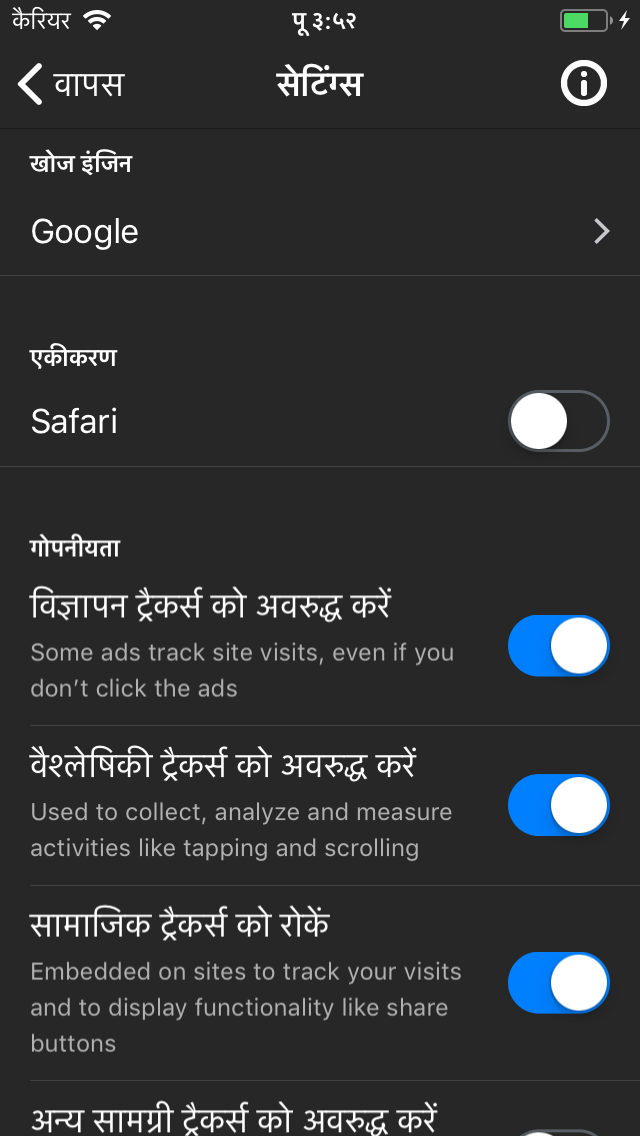 कैरियर पू ३:५२
वापस सेटिंग्स
खोज इंजिन
Google
एकीकरण
Safari
गोपनीयता
विज्ञापन ट्रैकर्स को अवरुद्ध करें
Some ads track site visits, even if you
don’t click the ads
वैश्लेषिकी ट्रैकर्स को अवरुद्ध करें
Used to collect, analyze and measure
activities like tapping and scrolling
सामाजिक ट्रैकर्स को रोकें
Embedded on sites to track your visits
and to display functionality like share
buttons
अन्य सामग्री ट्रैकर्स को अवरुद्ध करें